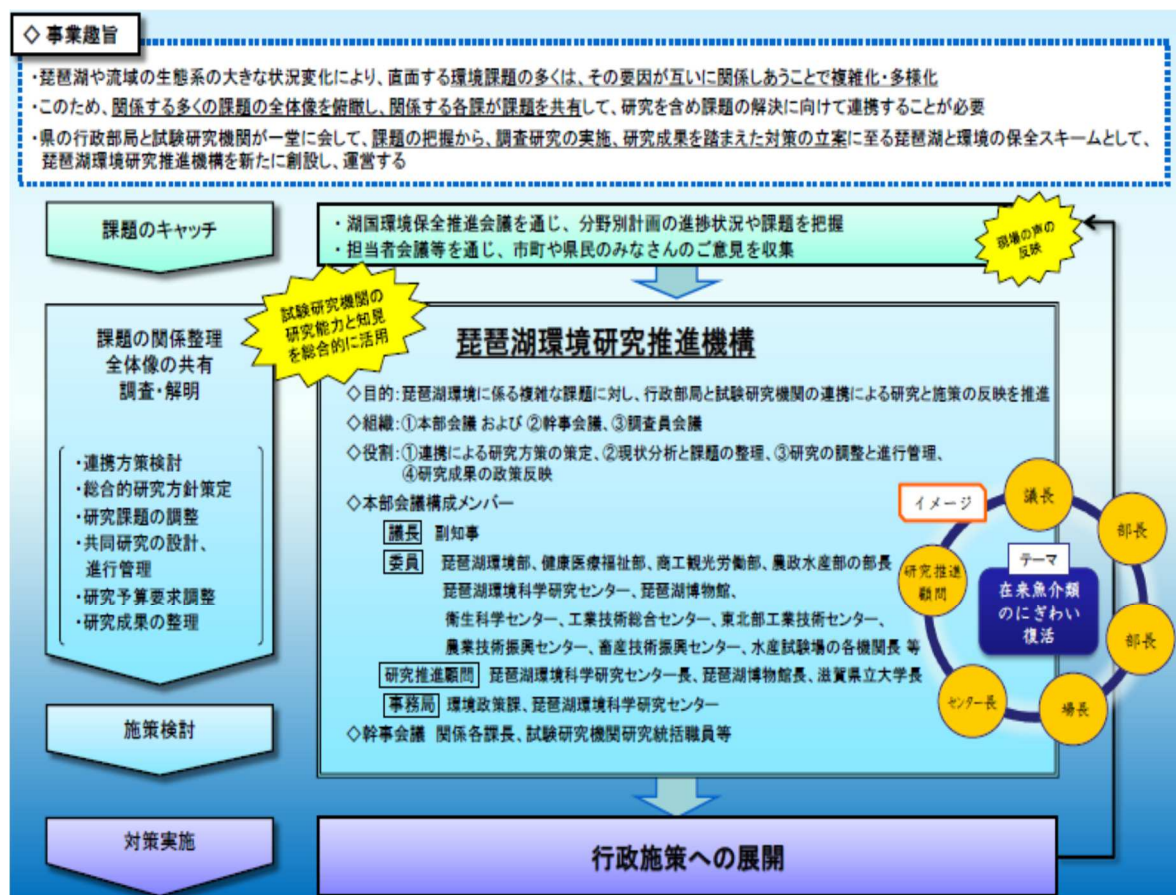 ◇事業趣旨
・琵琶湖や流域の生態系の大きな状況変化により、直面する環境課題の多くは、その要因が互いに関係しあうことで複雑化・多様化
・このため、関係する多くの課題の全体像を俯瞰し、関係する各課が課題を共有して、研究を含め課題の解決に向けて連携することが必要
・県の行政部局と試験研究機関が一堂に会して、課題の把握から、調査研究の実施、研究成果を踏まえた対策の立案に至る琵琶湖と環境の保全スキームとして、
琵琶湖環境研究推進機構を新たに創設し、運営する
課題のキャッチ
・湖国環境保全推進会議を通じ、分野別計画の進捗状況や課題を把握
・担当者会議等を通じ、市町や県民のみなさんのご意見を収集
現場の声の
反映
試験研究機関の
研究能力と知見
を総合的に活用
課題の関係整理
全体像の共有
調査・解明
・連携方策検討
・総合的研究方針策定
・研究課題の調整
・共同研究の設計、
進行管理
・研究予算要求調整
・研究成果の整理
琵琶湖環境研究推進機構
◇目的:琵琶湖環境に係る複雑な課題に対し、行政部局と試験研究機関の連携による研究と施策の反映を推進
◇組織:①本部会議 および ②幹事会議、③調査員会議
◇役割:①連携による研究方策の策定、②現状分析と課題の整理、③研究の調整と進行管理、
④研究成果の政策反映
◇本部会議構成メンバー
議長 副知事
委員 琵琶湖環境部、健康医療福祉部、商工観光労働部、農政水産部の部長
琵琶湖環境科学研究センター、琵琶湖博物館、
衛生科学センター、工業技術総合センター、東北部工業技術センター、
農業技術振興センター、畜産技術振興センター、水産試験場の各機関長 等
研究推進顧問 琵琶湖環境科学研究センター長、琵琶湖博物館長、滋賀県立大学長
事務局 環境政策課、琵琶湖環境科学研究センター
◇幹事会議 関係各課長、試験研究機関研究統括職員等
イメージ
議長
部長
部長
場長
センター長
研究推進
顧問
テーマ
在来魚介類
のにぎわい
復活
施策検討
対策実施
行政施策への展開